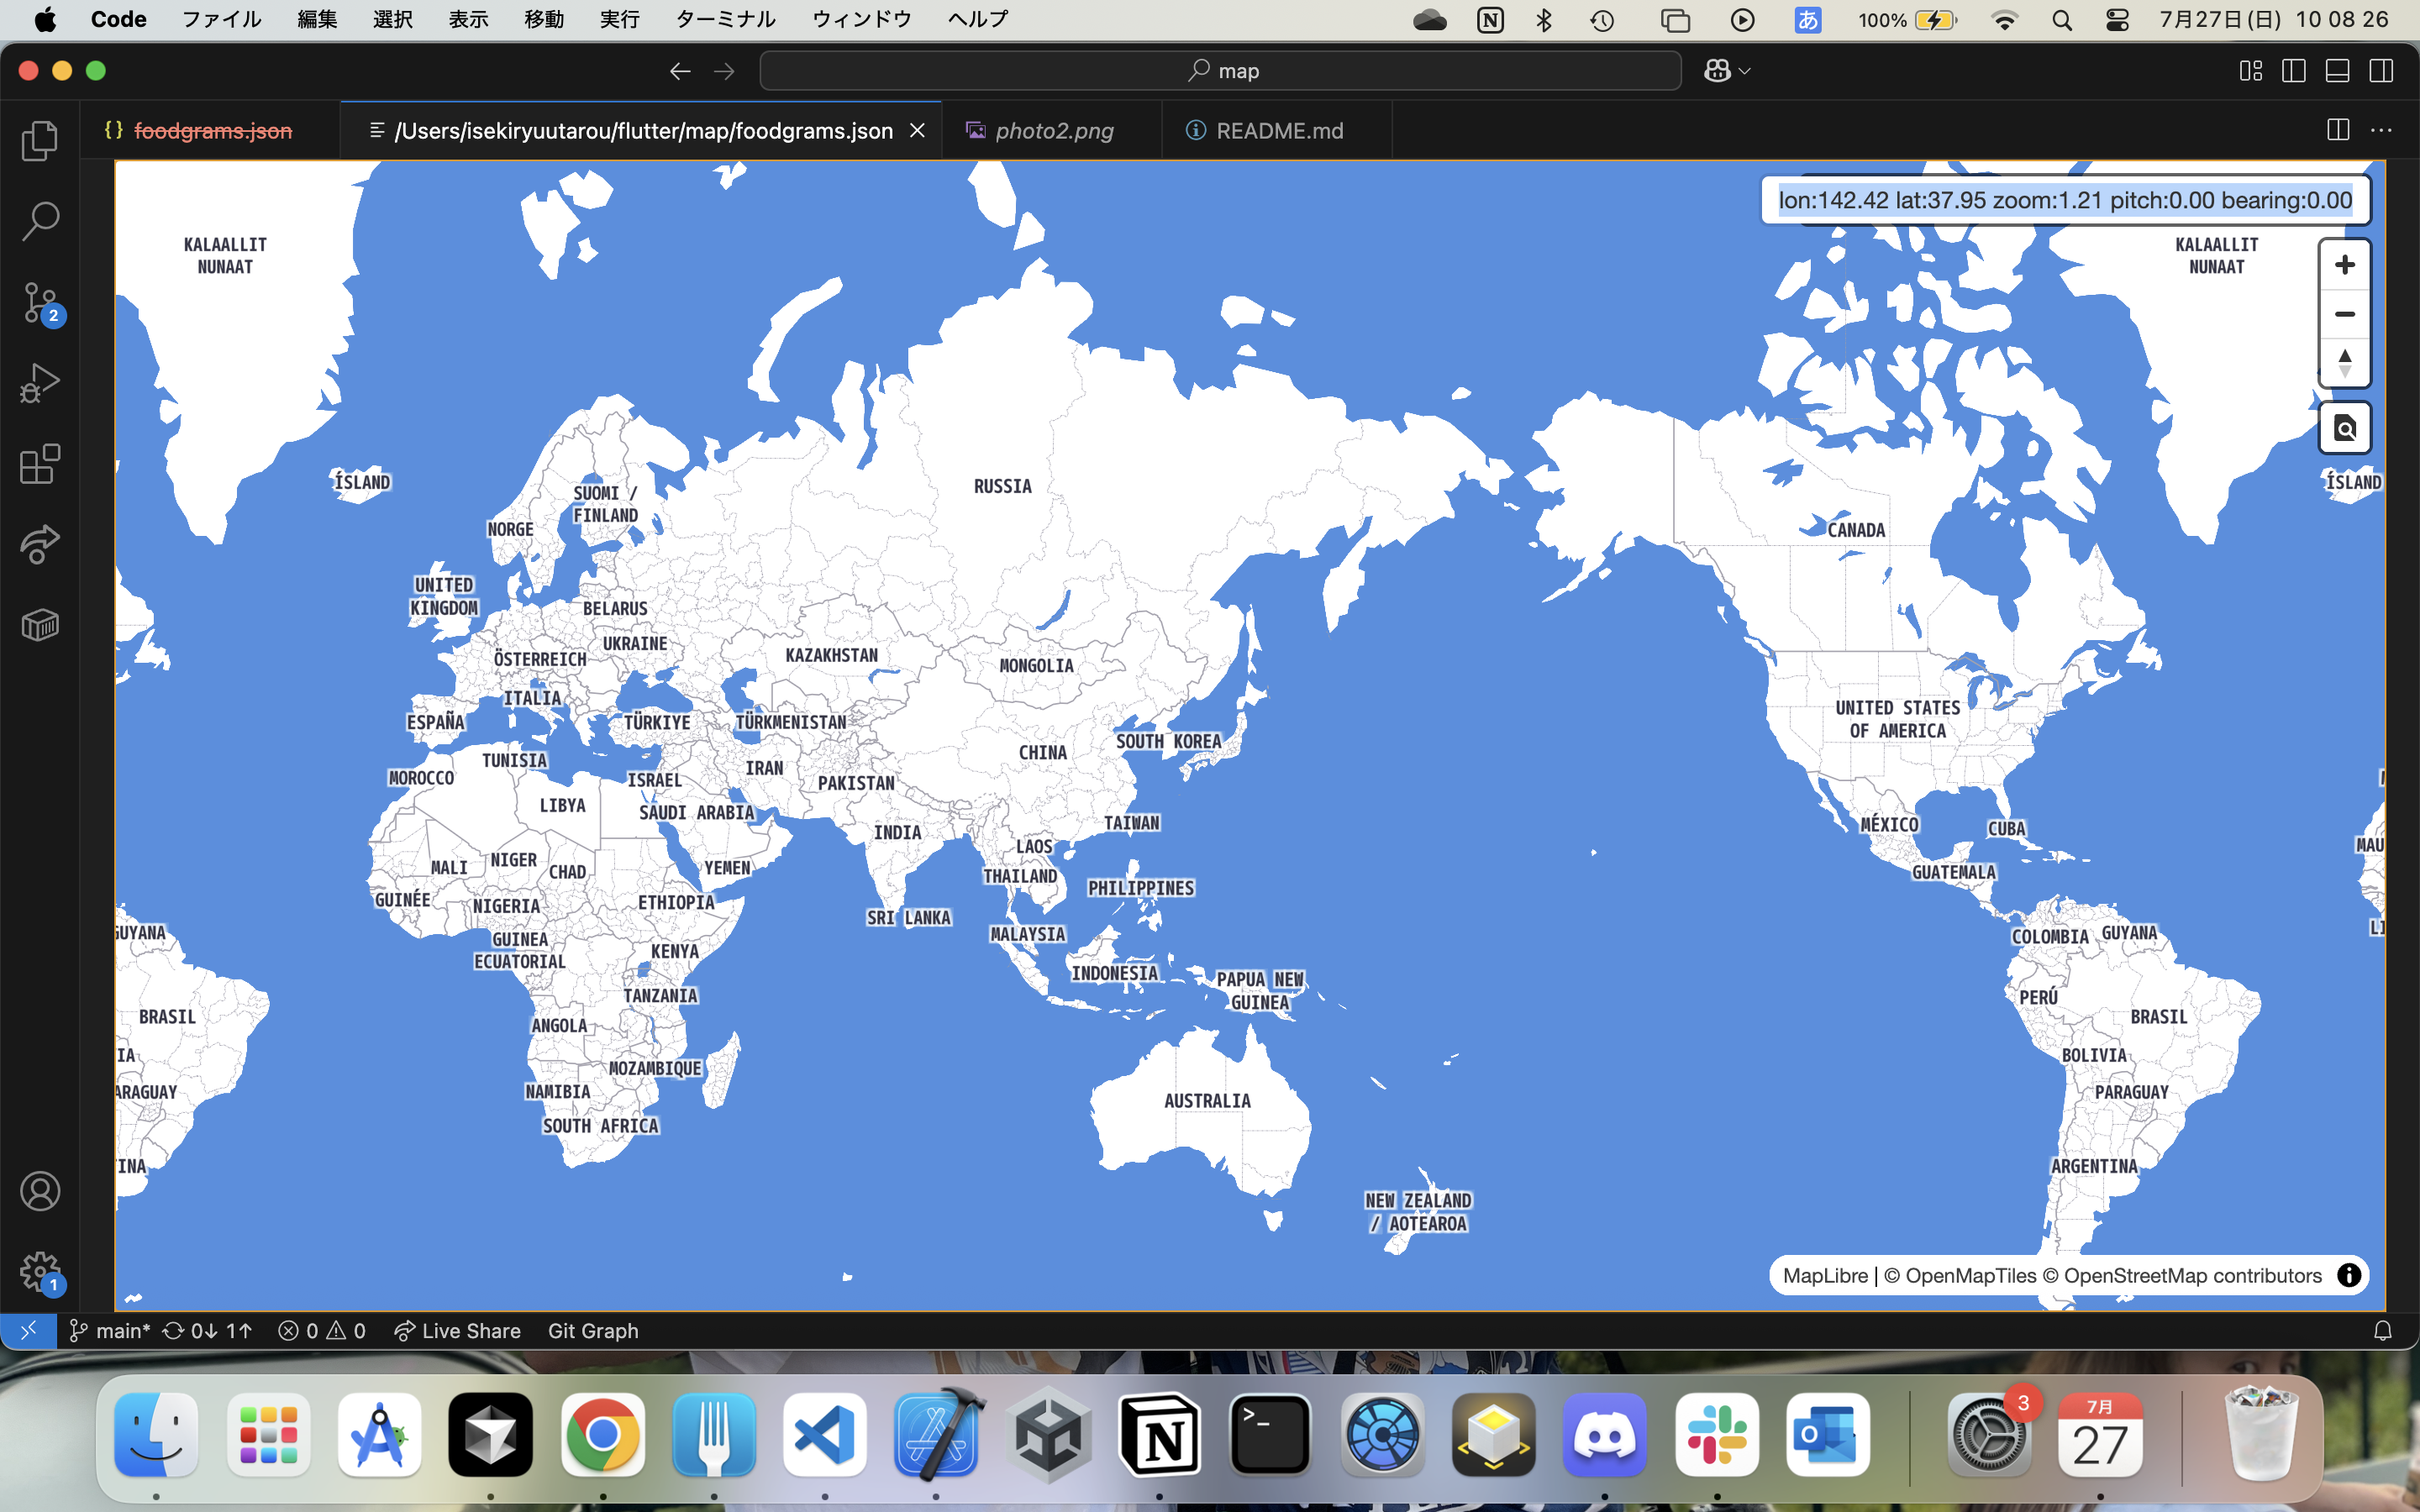 Code ファイル 編集 選択 表示 移動 実行 ターミナル ウィンドウ ヘルプ あ 100% 7月27日(日) 10 08 26
map
{} foodgrams.json /Users/isekiryuutarou/flutter/map/foodgrams.json photo2.png README.md
lon:142.42 lat:37.95 zoom:1.21 pitch:0.00 bearing:0.00
KALAALLIT
NUNAAT
KALAALLIT
NUNAAT
2
ÍSLAND
ÍSLAND
RUSSIA
SUOMI /
FINLAND
NORGE
CANADA
UNITED
KINGDOM
BELARUS
UKRAINE
ÖSTERREICH
KAZAKHSTAN
MONGOLIA
ITALIA
ESPAÑA
TÜRKIYE
TÜRKMENISTAN
UNITED STATES
OF AMERICA
SOUTH KOREA
CHINA
TUNISIA
MOROCCO
ISRAEL
IRAN
PAKISTAN
LIBYA
SAUDI ARABIA
TAIWAN
INDIA
MÉXICO
CUBA
LAOS
MAU
MALI
NIGER
CHAD
YEMEN
THAILAND
GUATEMALA
PHILIPPINES
GUINÉE
NIGERIA
ETHIOPIA
SRI LANKA
GUYANA
MALAYSIA
COLOMBIA
GUYANA
LI
GUINEA
ECUATORIAL
KENYA
INDONESIA
PAPUA NEW
GUINEA
TANZANIA
PERÚ
BRASIL
BRASIL
ANGOLA
IA
BOLIVIA
MOZAMBIQUE
ARAGUAY
NAMIBIA
PARAGUAY
AUSTRALIA
SOUTH AFRICA
INA
ARGENTINA
NEW ZEALAND
/ AOTEAROA
1
MapLibre | © OpenMapTiles © OpenStreetMap contributors
main* 0↓ 1↑ 0 0 Live Share Git Graph
3
7月
27